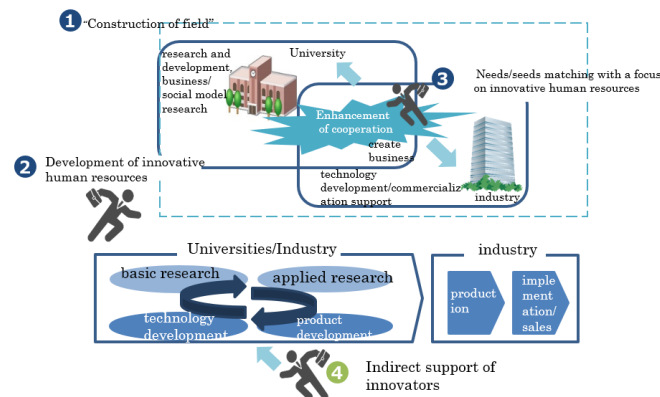 1 "Construction of field"
research and
development,
business/
social model
research
University
3 Needs/seeds matching with a focus
on innovative human resources
Enhancement
of cooperation
create
business
technology
development/commercializ
ation support
industry
2 Development of innovative
human resources
Universities/Industry
basic research
applied research
technology
development
product
development
industry
product
ion
imple
ment
ation/
sales
4 Indirect support of
innovators